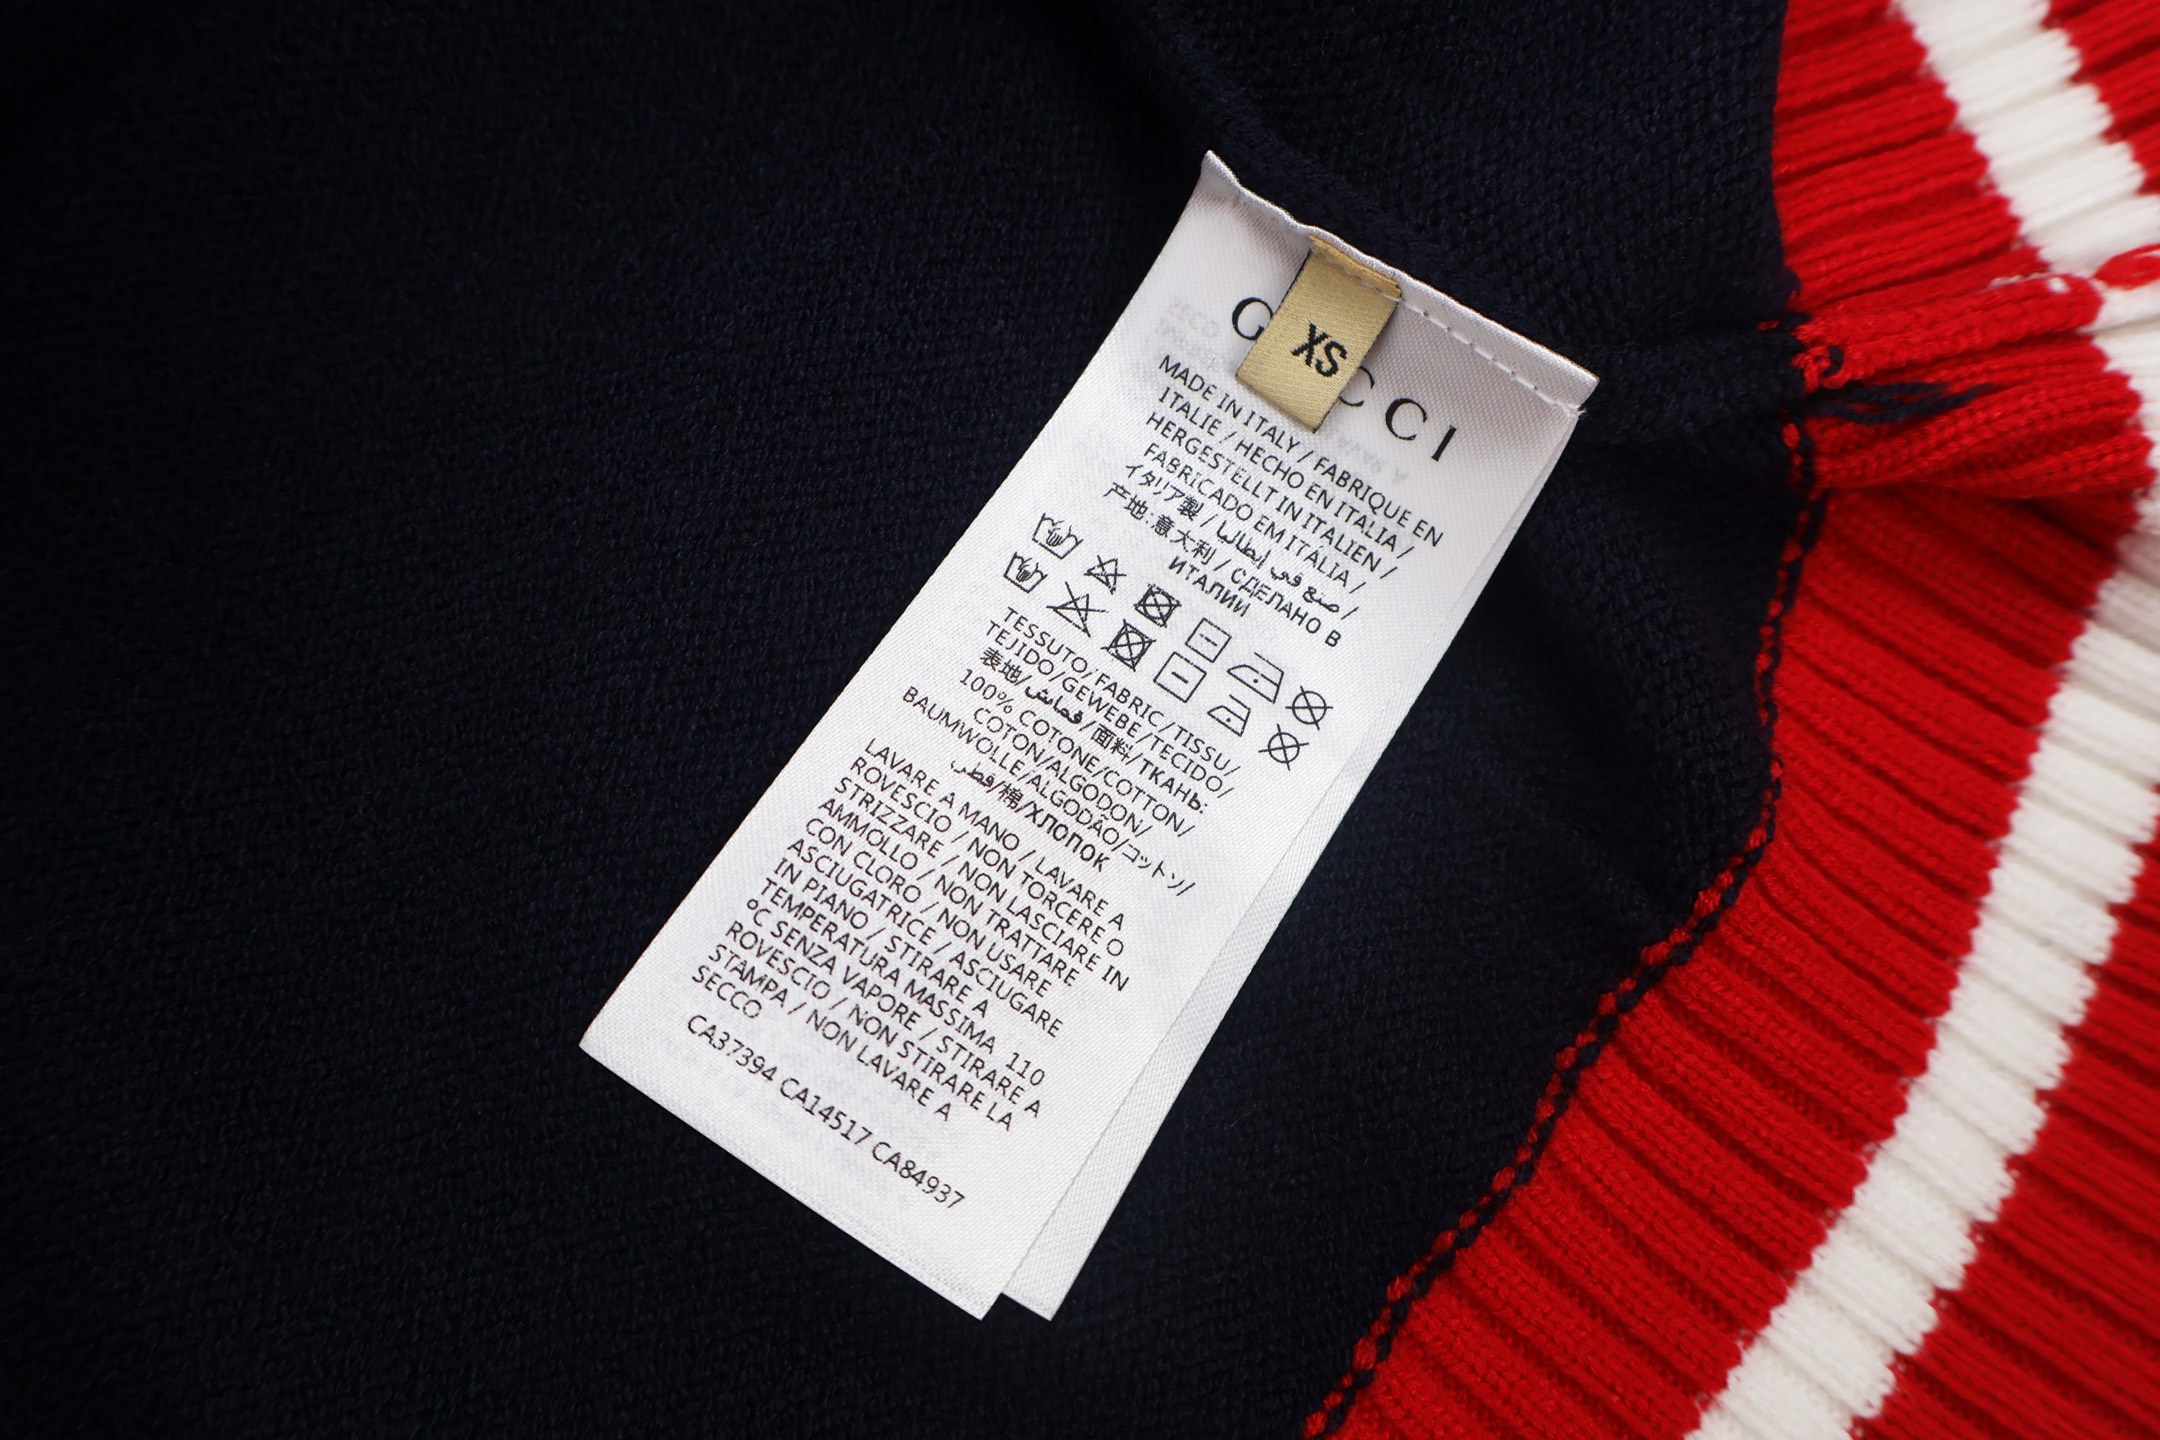 XS
G CCI
MADE IN ITALY / FABRIQUE EN
ITALIE / HECHO EN ITALIA /
HERGESTELLT IN ITALIEN /
FABRICADO EM ITÁLIA /
イタリア製 / صنع في إيطاليا /
产地:意大利 / СДЕЛАНО В
ИТАЛИИ
TESSUTO/FABRIC/TISSU/
TEJIDO/GEWEBE/TECIDO/
表地/قماش/面料/ТКАНЬ:
100% COTONE/COTTON/
COTON/ALGODON/
BAUMWOLLE/ALGODÃO/コットン/
قطن/棉/ХЛОПОК
LAVARE A MANO / LAVARE A
ROVESCIO / NON TORCERE O
STRIZZARE / NON LASCIARE IN
AMMOLLO / NON TRATTARE
CON CLORO / NON USARE
ASCIUGATRICE / ASCIUGARE
IN PIANO / STIRARE A
TEMPERATURA MASSIMA 110
°C SENZA VAPORE / STIRARE A
ROVESCIO / NON STIRARE LA
STAMPA / NON LAVARE A
SECCO
CA37394 CA14517 CA84937